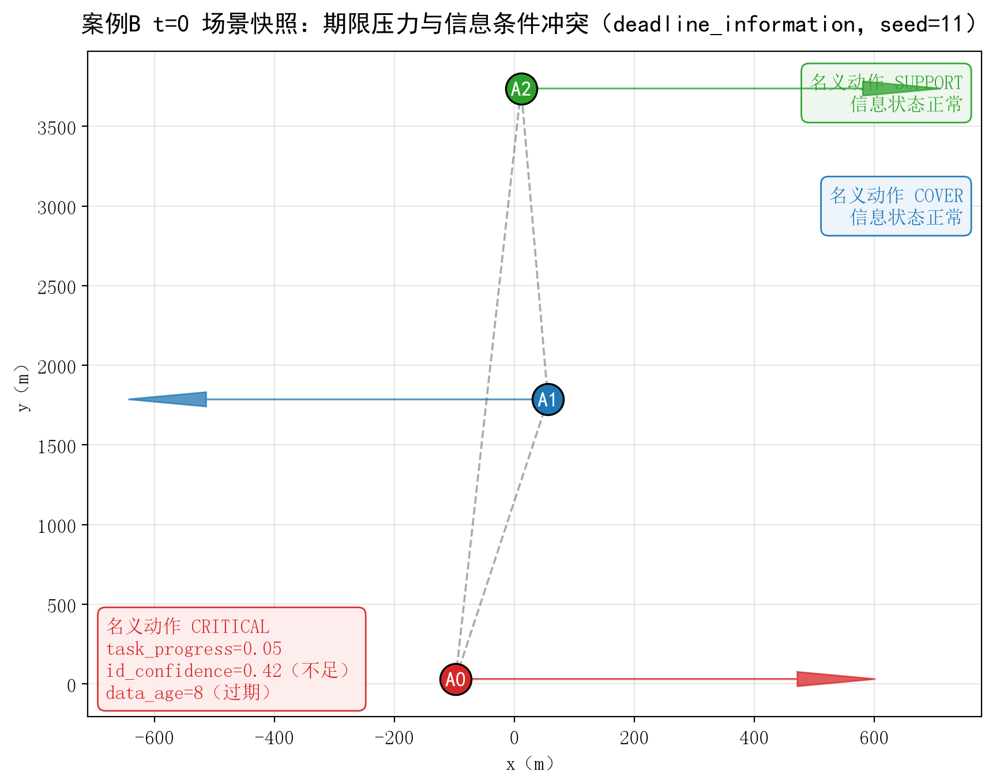 案例B t=0 场景快照：期限压力与信息条件冲突（deadline_information, seed=11）
A2
名义动作 SUPPORT
信息状态正常
3500
名义动作 COVER
信息状态正常
3000
2500
2000
A1
y（m）
1500
1000
500
名义动作 CRITICAL
task_progress=0.05
id_confidence=0.42（不足）
data_age=8（过期）
A0
0
-600
-400
-200
0
200
400
600
x（m）